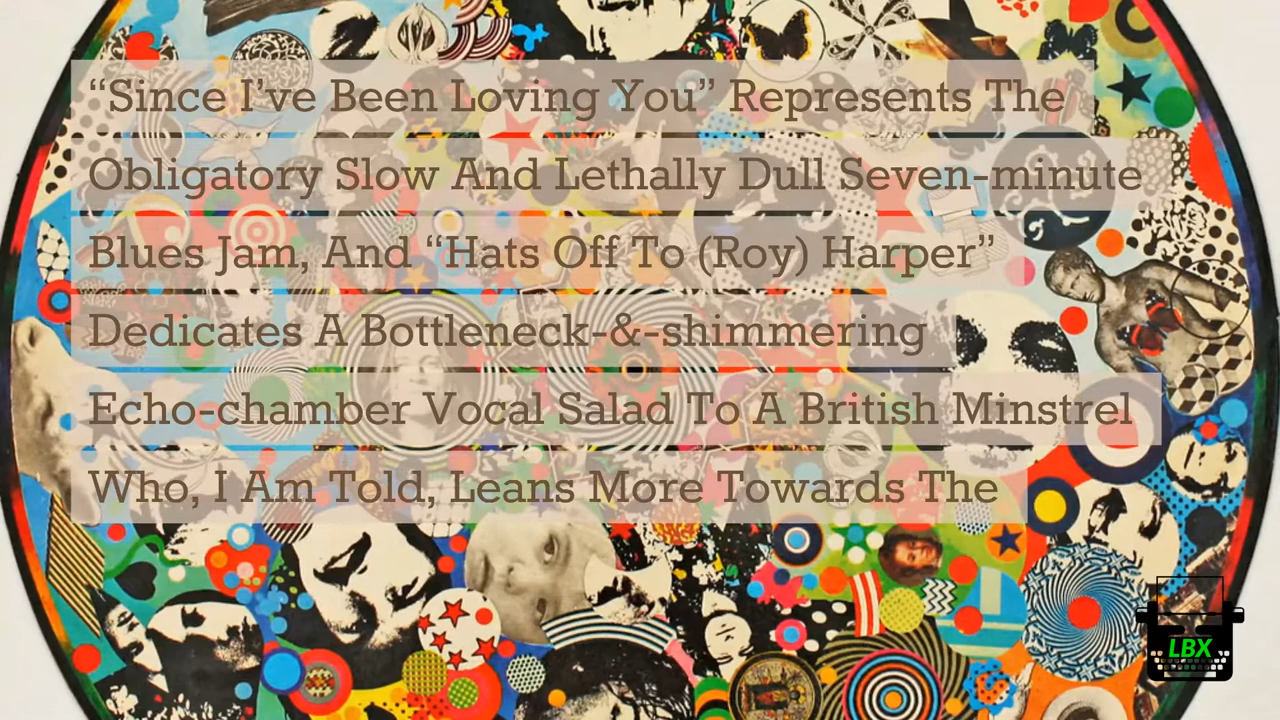 “Since I’ve Been Loving You” Represents The
Obligatory Slow And Lethally Dull Seven-minute
Blues Jam, And “Hats Off To (Roy) Harper”
Dedicates A Bottleneck-&-shimmering
Echo-chamber Vocal Salad To A British Minstrel
Who, I Am Told, Leans More Towards The
LBX